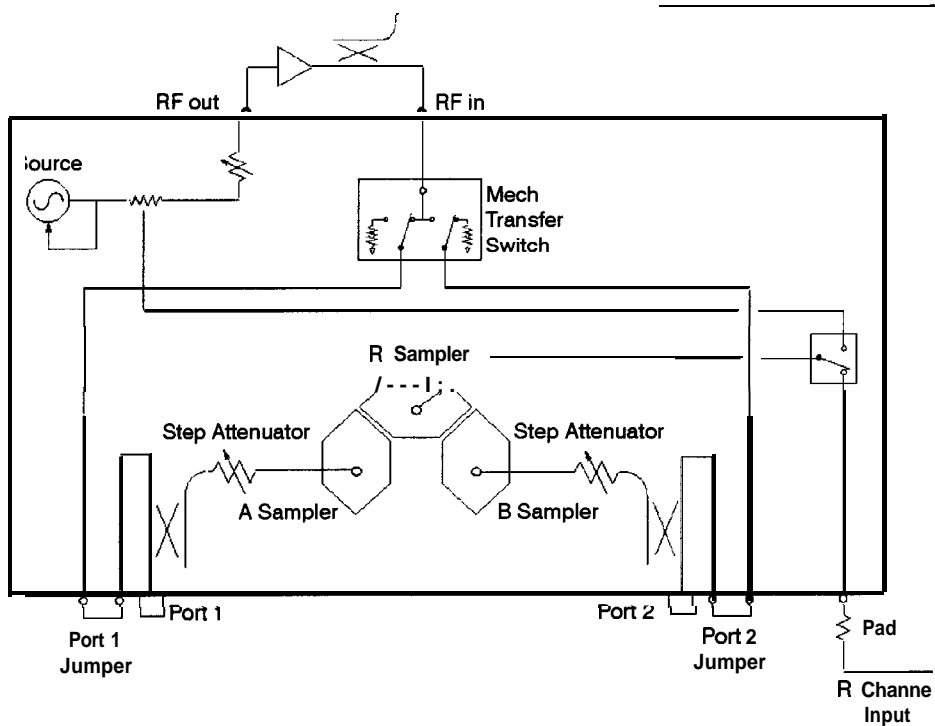 RF out
RF in
Source
Mech
Transfer
Switch
R Sampler
Step Attenuator
Step Attenuator
A Sampler
B Sampler
Port 1
Port 2
Port 1
Jumper
Port 2
Jumper
Pad
R Channe
Input